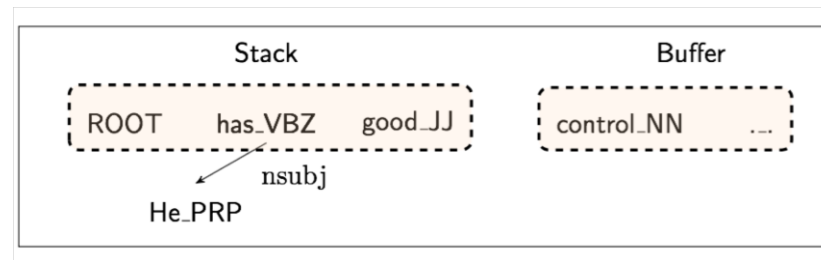 Stack Buffer
ROOT has_VBZ good_JJ control_NN ._.
nsubj
He_PRP